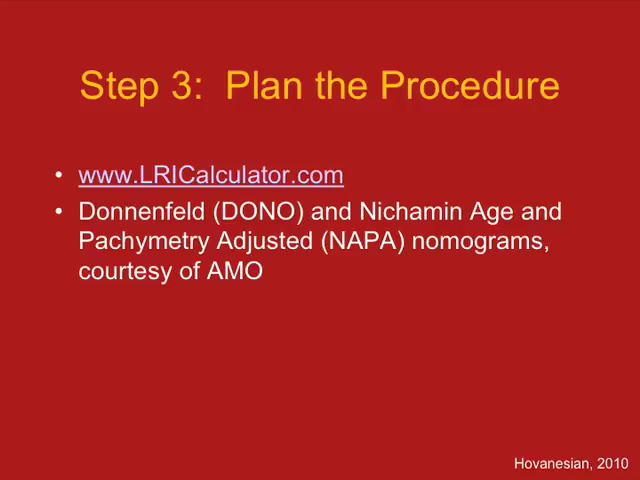 Step 3: Plan the Procedure
• www.LRICalculator.com
• Donnenfeld (DONO) and Nichamin Age and
Pachymetry Adjusted (NAPA) nomograms,
courtesy of AMO
Hovanesian, 2010